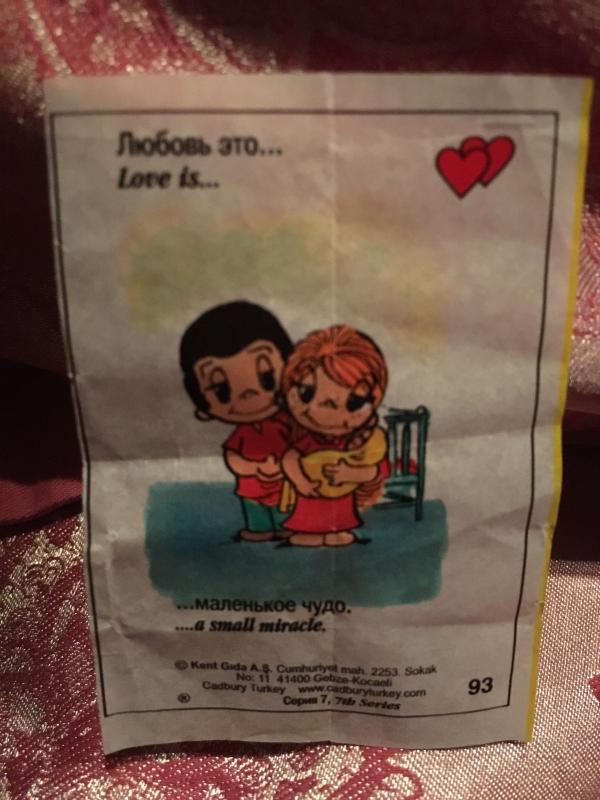 Любовь это...
Love is...
...маленькое чудо.
....a small miracle.
© Kent Gıda A.Ş. Cumhuriyet mah. 2253. Sokak
No: 11 41400 Gebze-Kocaeli
Cadbury Turkey www.cadburyturkey.com
® Серия 7, 7th Series
93